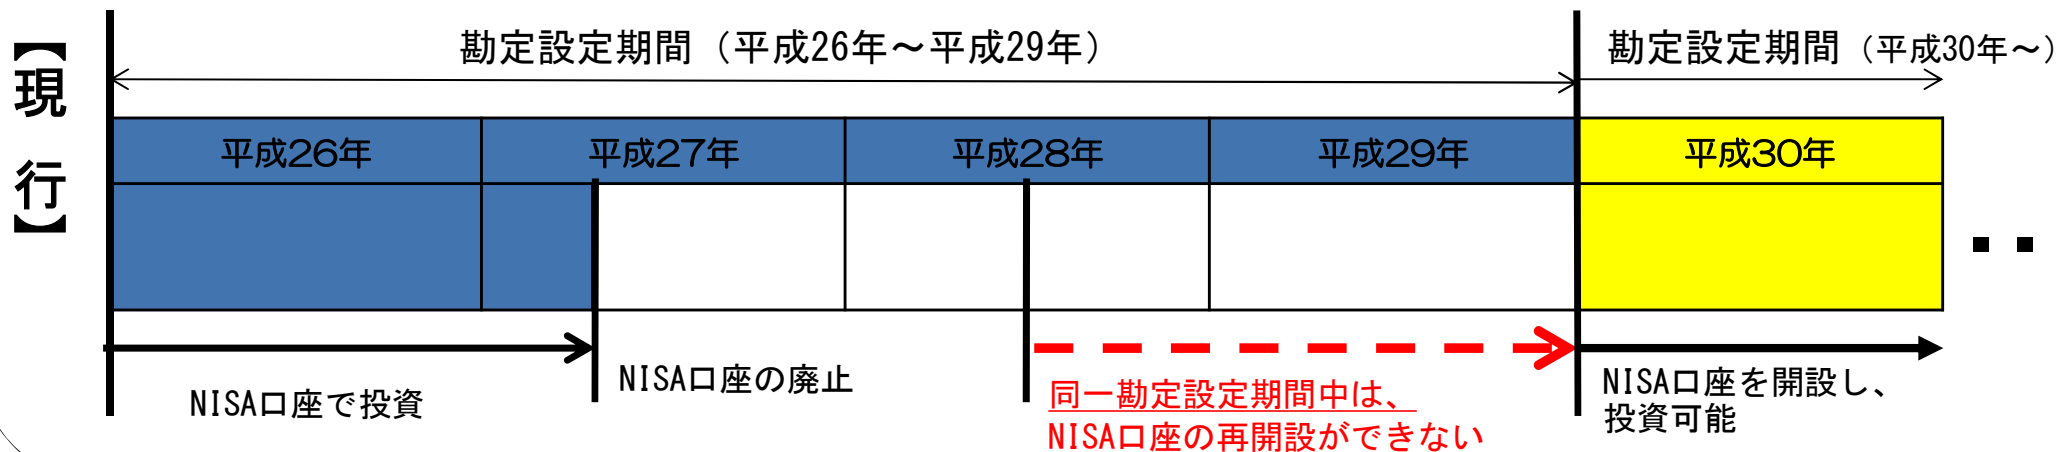 【現行】
勘定設定期間（平成26年～平成29年）
勘定設定期間（平成30年～）
平成26年
平成27年
平成28年
平成29年
平成30年
NISA口座で投資
NISA口座の廃止
同一勘定設定期間中は、
NISA口座の再開設ができない
NISA口座を開設し、
投資可能